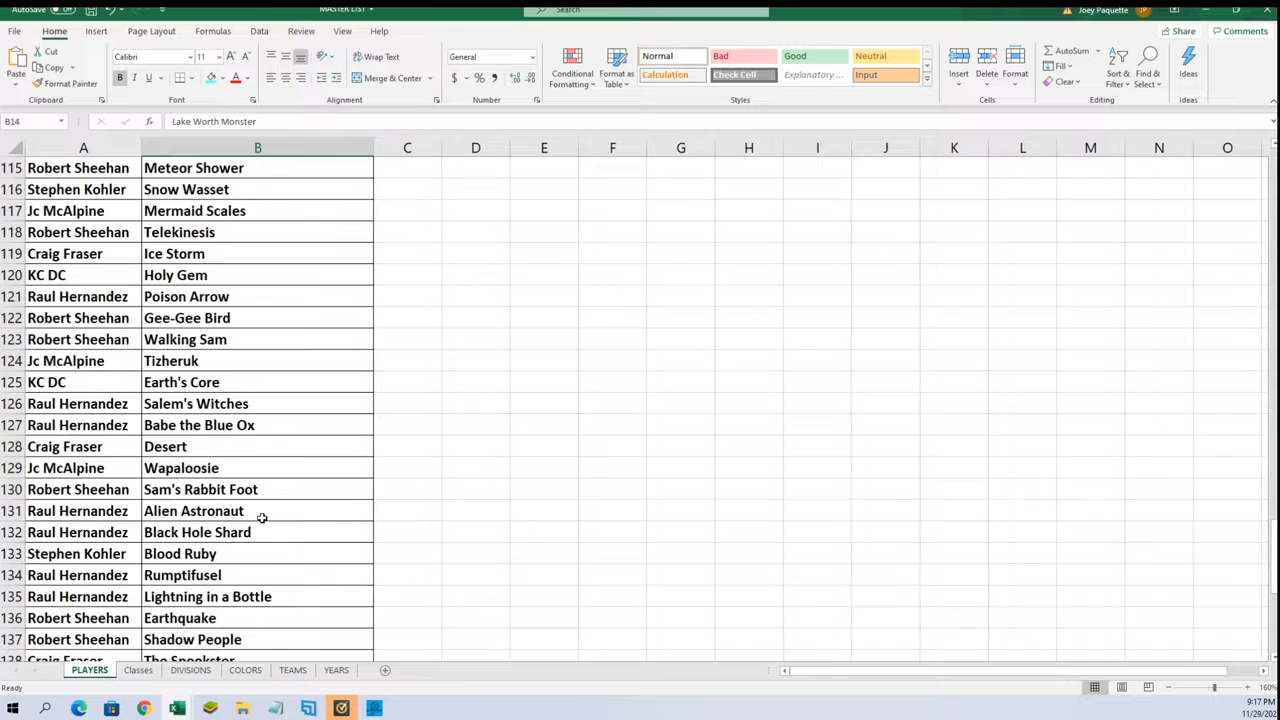 AutoSave Off MASTER LIST Search Joey Paquette JP
File Home Insert Page Layout Formulas Data Review View Help Share Comments
Paste Cut Copy Format Painter Clipboard
Calibri 11 A A B I U A Font
Wrap Text Merge & Center Alignment
General $ % , Number
Conditional Formatting Format as Table
Normal Bad Good Neutral
Calculation Check Cell Explanatory ... Input
Styles
Insert Delete Format Cells
AutoSum Fill Clear Sort & Filter Find & Select Editing
Ideas Ideas
B14 fx Lake Worth Monster
A B C D E F G H I J K L M N O
115 Robert Sheehan Meteor Shower
116 Stephen Kohler Snow Wasset
117 Jc McAlpine Mermaid Scales
118 Robert Sheehan Telekinesis
119 Craig Fraser Ice Storm
120 KC DC Holy Gem
121 Raul Hernandez Poison Arrow
122 Robert Sheehan Gee-Gee Bird
123 Robert Sheehan Walking Sam
124 Jc McAlpine Tizheruk
125 KC DC Earth's Core
126 Raul Hernandez Salem's Witches
127 Raul Hernandez Babe the Blue Ox
128 Craig Fraser Desert
129 Jc McAlpine Wapaloosie
130 Robert Sheehan Sam's Rabbit Foot
131 Raul Hernandez Alien Astronaut
132 Raul Hernandez Black Hole Shard
133 Stephen Kohler Blood Ruby
134 Raul Hernandez Rumptifusel
135 Raul Hernandez Lightning in a Bottle
136 Robert Sheehan Earthquake
137 Robert Sheehan Shadow People
138 Craig Fraser The Spookster
PLAYERS Classes DIVISIONS COLORS TEAMS YEARS
Ready 160%
9:17 PM
11/29/202